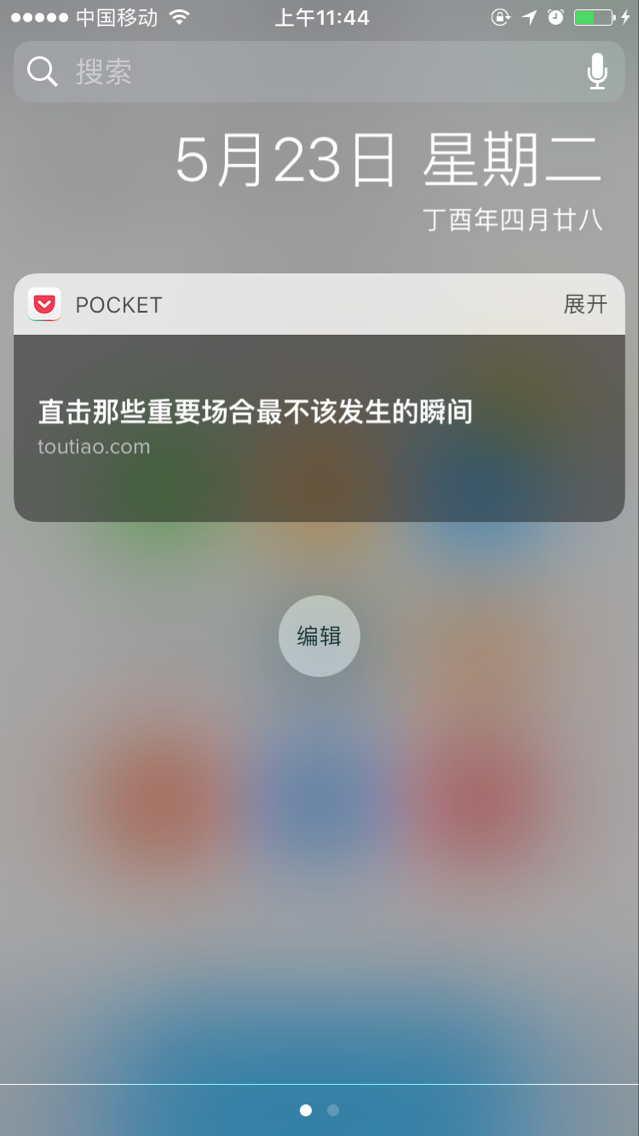 中国移动 上午11:44
搜索
5月23日 星期二
丁酉年四月廿八
POCKET 展开
直击那些重要场合最不该发生的瞬间
toutiao.com
编辑